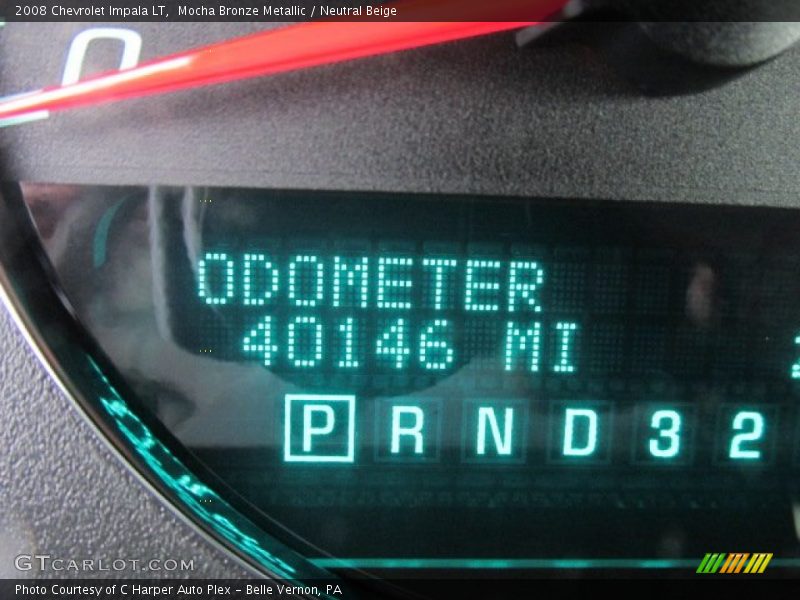 2008 Chevrolet Impala LT, Mocha Bronze Metallic / Neutral Beige
0
ODOMETER
40146 MI
P R N D 3 2
GTCARLOT.COM
Photo Courtesy of C Harper Auto Plex - Belle Vernon, PA